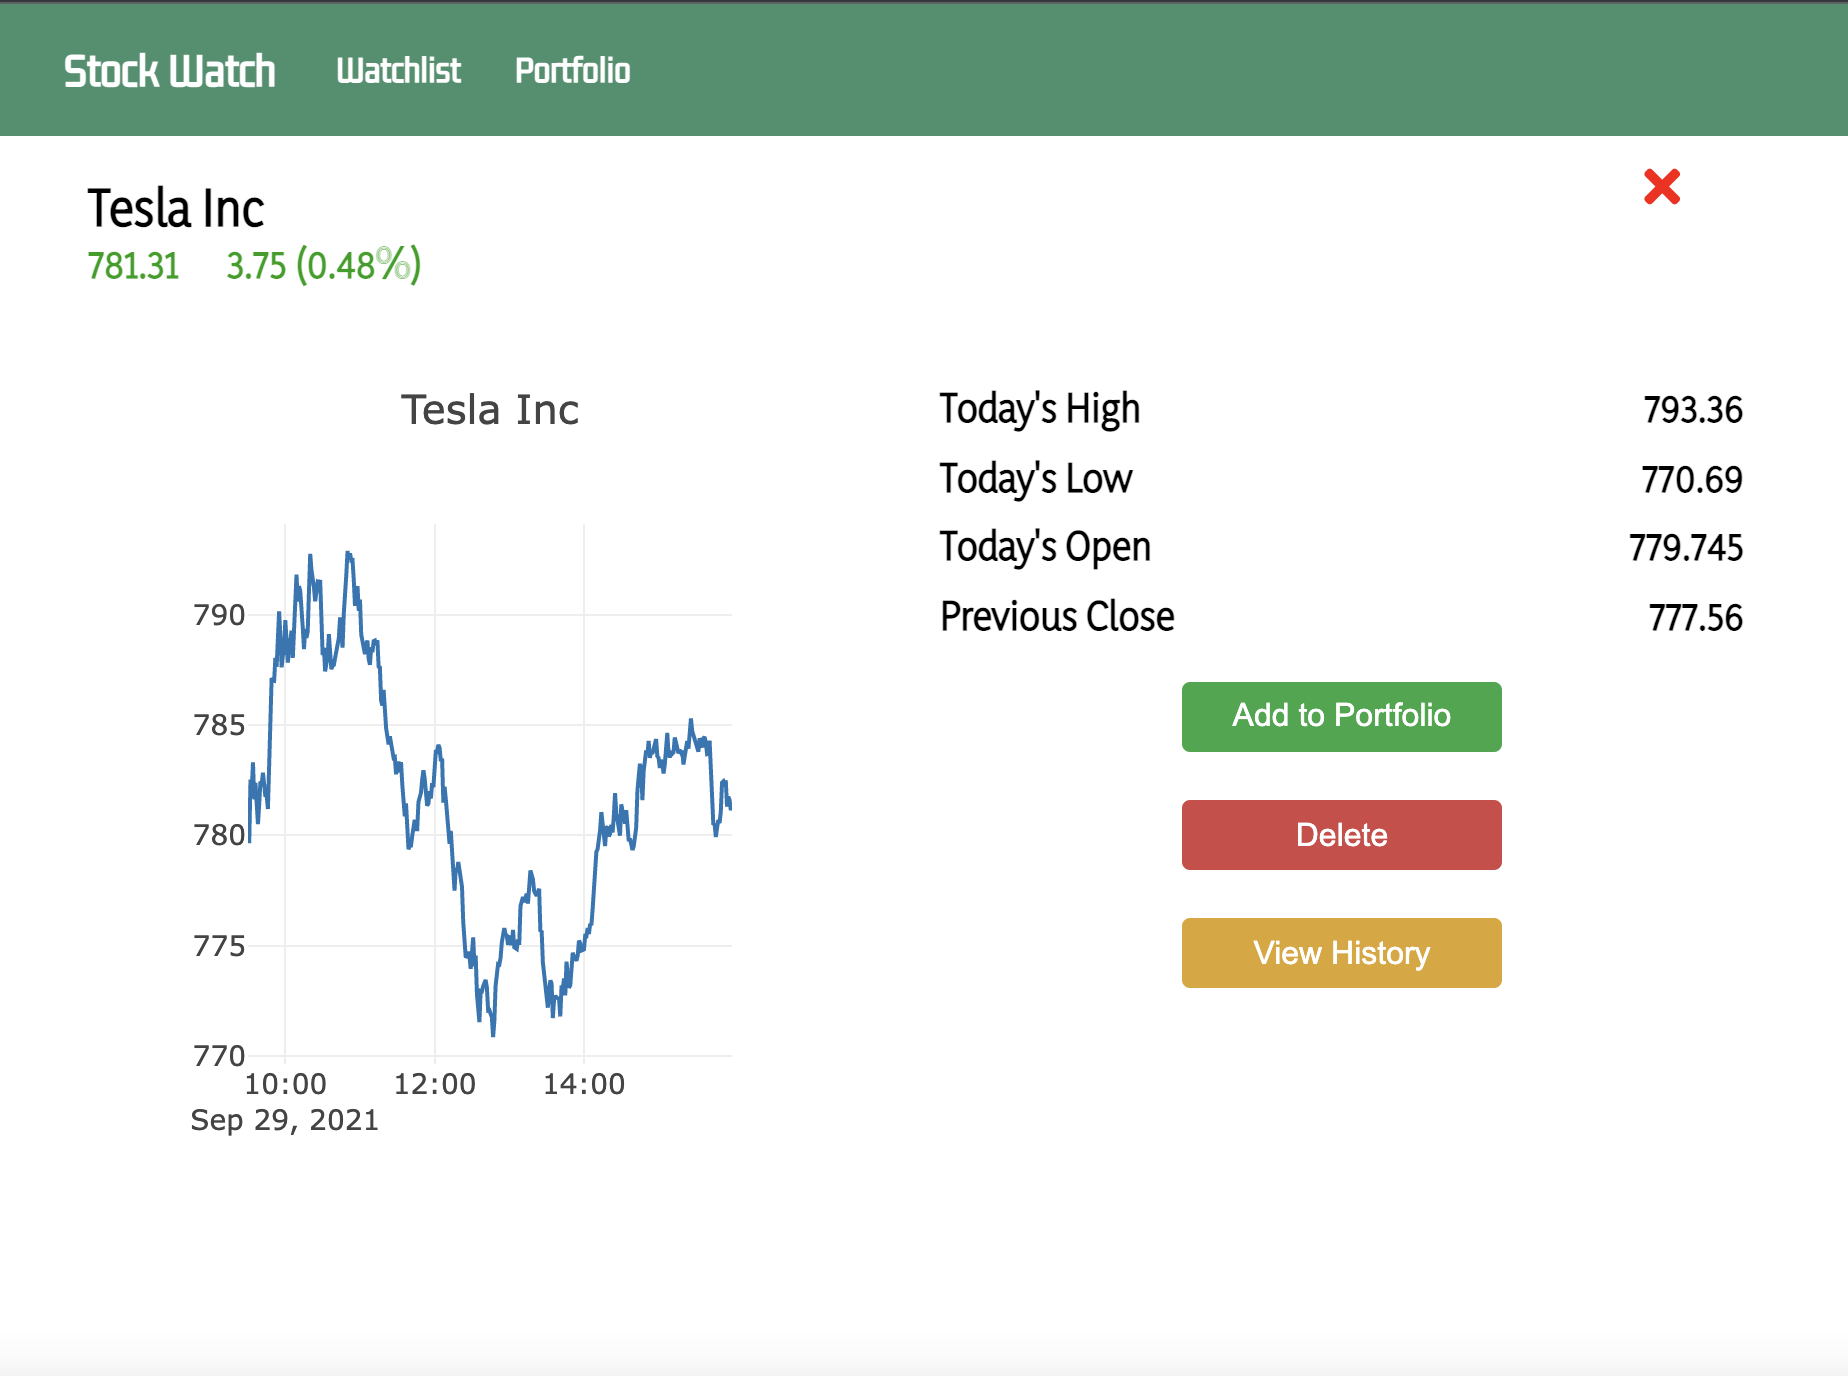 Stock Watch Watchlist Portfolio
Tesla Inc
781.31 3.75 (0.48%)
Tesla Inc
790
785
780
775
770
10:00 12:00 14:00
Sep 29, 2021
Today's High 793.36
Today's Low 770.69
Today's Open 779.745
Previous Close 777.56
Add to Portfolio
Delete
View History